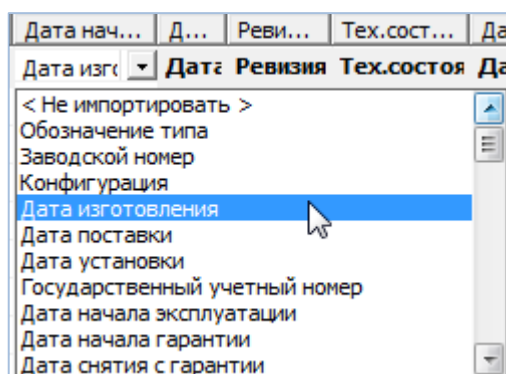 Дата нач... Д... Реви... Тех.сост... Да
Дата изго Дата Ревизия Тех.состоя Да
< Не импортировать >
Обозначение типа
Заводской номер
Конфигурация
Дата изготовления
Дата поставки
Дата установки
Государственный учетный номер
Дата начала эксплуатации
Дата начала гарантии
Дата снятия с гарантии